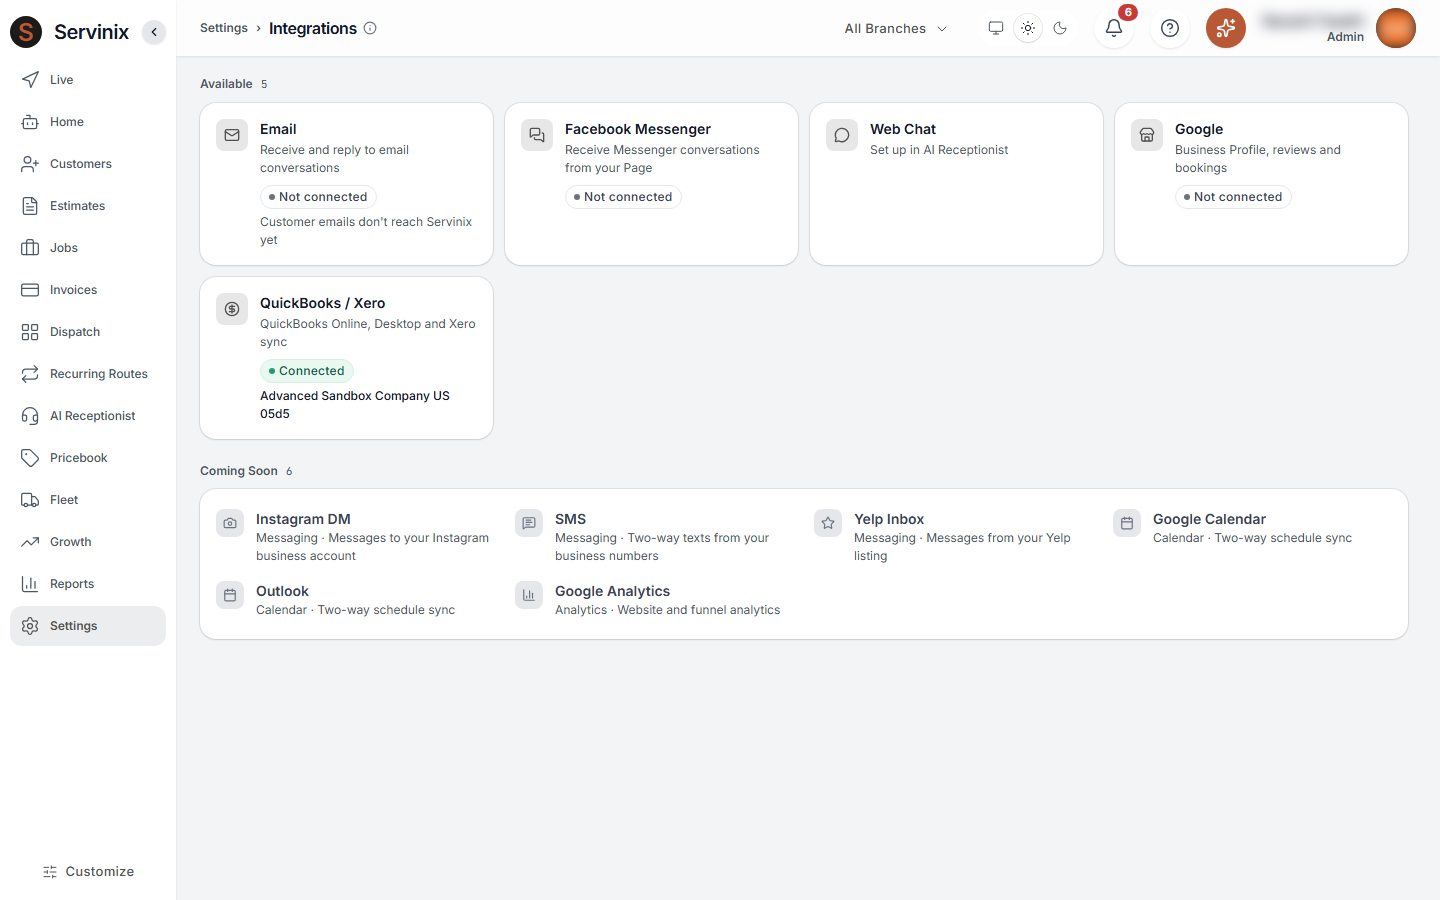 S Servinix
Settings › Integrations
All Branches
6
Admin
Live
Home
Customers
Estimates
Jobs
Invoices
Dispatch
Recurring Routes
AI Receptionist
Pricebook
Fleet
Growth
Reports
Settings
Customize
Available 5
Email
Receive and reply to email
conversations
Not connected
Customer emails don't reach Servinix
yet
Facebook Messenger
Receive Messenger conversations
from your Page
Not connected
Web Chat
Set up in AI Receptionist
Google
Business Profile, reviews and
bookings
Not connected
QuickBooks / Xero
QuickBooks Online, Desktop and Xero
sync
Connected
Advanced Sandbox Company US
05d5
Coming Soon 6
Instagram DM
Messaging · Messages to your Instagram
business account
SMS
Messaging · Two-way texts from your
business numbers
Yelp Inbox
Messaging · Messages from your Yelp
listing
Google Calendar
Calendar · Two-way schedule sync
Outlook
Calendar · Two-way schedule sync
Google Analytics
Analytics · Website and funnel analytics